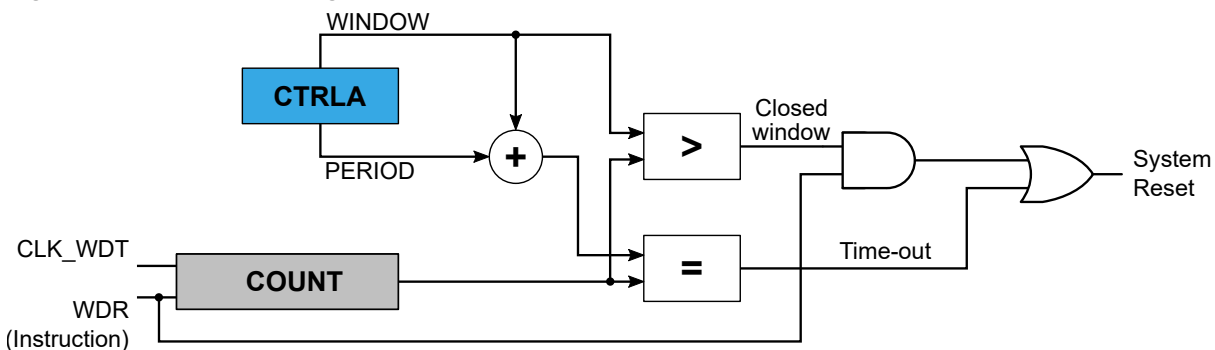 WINDOW
CTRLA
PERIOD
+
>
Closed
window
System
Reset
CLK_WDT
COUNT
=
Time-out
WDR
(Instruction)